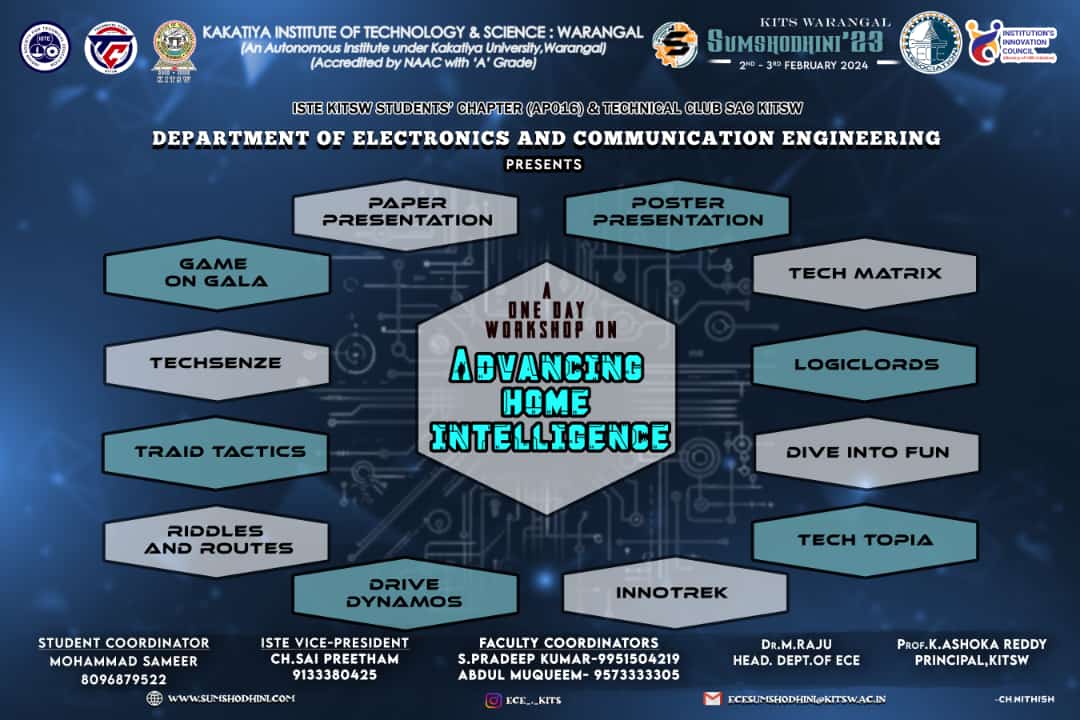 KAKATIYA INSTITUTE OF TECHNOLOGY & SCIENCE : WARANGAL
(An Autonomous Institute under Kakatiya University,Warangal)
(Accredited by NAAC with 'A' Grade)
KITSW
KITS WARANGAL
SUMSHODHINI'23
2ND - 3RD FEBRUARY 2024
INSTITUTION'S
INNOVATION
COUNCIL
ISTE KITSW STUDENTS' CHAPTER (AP016) & TECHNICAL CLUB SAC KITSW
DEPARTMENT OF ELECTRONICS AND COMMUNICATION ENGINEERING
PRESENTS
PAPER
PRESENTATION
POSTER
PRESENTATION
GAME
ON GALA
TECH MATRIX
A
ONE DAY
WORKSHOP ON
ADVANCING
HOME
INTELLIGENCE
TECHSENZE
LOGICLORDS
TRAID TACTICS
DIVE INTO FUN
RIDDLES
AND ROUTES
TECH TOPIA
DRIVE
DYNAMOS
INNOTREK
STUDENT COORDINATOR
MOHAMMAD SAMEER
8096879522
ISTE VICE-PRESIDENT
CH.SAI PREETHAM
9133380425
FACULTY COORDINATORS
S.PRADEEP KUMAR-9951504219
ABDUL MUQUEEM- 9573333305
DR.M.RAJU
HEAD. DEPT.OF ECE
PROF.K.ASHOKA REDDY
PRINCIPAL,KITSW
WWW.SUMSHODHINI.COM
ECE_._KITS
ECESUMSHODHINI@KITSW.AC.IN
-CH.NITHISH